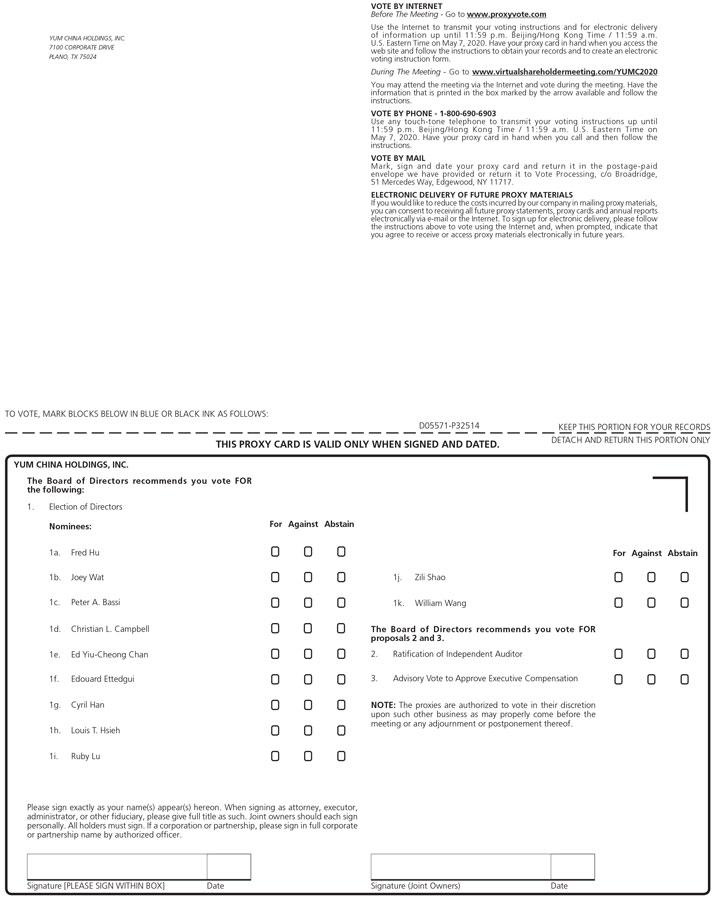 YUM CHINA HOLDINGS, INC
7100 CORPORATE DRIVE
PLANO, TX 75024
VOTE BY INTERNET
Before The Meeting - Go to www.proxyvote.com
Use the Internet to transmit your voting instructions and for electronic delivery
of information up until 11:59 p.m. Beijing/Hong Kong Time / 11:59 a.m.
U.S. Eastern Time on May 7, 2020. Have your proxy card in hand when you access the
web site and follow the instructions to obtain your records and to create an electronic
voting instruction form.
During The Meeting - Go to www.virtualshareholdermeeting.com/YUMC2020
You may attend the meeting via the Internet and vote during the meeting. Have the
information that is printed in the box marked by the arrow available and follow the
instructions.
VOTE BY PHONE - 1-800-690-6903
Use any touch-tone telephone to transmit your voting instructions up until
11:59 p.m. Beijing/Hong Kong Time / 11:59 a.m. U.S. Eastern Time on
May 7, 2020. Have your proxy card in hand when you call and then follow the
instructions.
VOTE BY MAIL
Mark, sign and date your proxy card and return it in the postage-paid
envelope we have provided or return it to Vote Processing, c/o Broadridge,
51 Mercedes Way, Edgewood, NY 11717.
ELECTRONIC DELIVERY OF FUTURE PROXY MATERIALS
If you would like to reduce the costs incurred by our company in mailing proxy materials,
you can consent to receiving all future proxy statements, proxy cards and annual reports
electronically via e-mail or the Internet. To sign up for electronic delivery, please follow
the instructions above to vote using the Internet and, when prompted, indicate that
you agree to receive or access proxy materials electronically in future years.
TO VOTE, MARK BLOCKS BELOW IN BLUE OR BLACK INK AS FOLLOWS:
D05571-P32514
KEEP THIS PORTION FOR YOUR RECORDS
DETACH AND RETURN THIS PORTION ONLY
THIS PROXY CARD IS VALID ONLY WHEN SIGNED AND DATED.
YUM CHINA HOLDINGS, INC.
The Board of Directors recommends you vote FOR
the following:
1. Election of Directors
Nominees:
For Against Abstain
1a. Fred Hu
1b. Joey Wat
1c. Peter A. Bassi
1d. Christian L. Campbell
1e. Ed Yiu-Cheong Chan
1f. Edouard Ettedgui
1g. Cyril Han
1h. Louis T. Hsieh
1i. Ruby Lu
For Against Abstain
1j. Zili Shao
1k. William Wang
The Board of Directors recommends you vote FOR
proposals 2 and 3.
2. Ratification of Independent Auditor
3. Advisory Vote to Approve Executive Compensation
NOTE: The proxies are authorized to vote in their discretion
upon such other business as may properly come before the
meeting or any adjournment or postponement thereof.
Please sign exactly as your name(s) appear(s) hereon. When signing as attorney, executor,
administrator, or other fiduciary, please give full title as such. Joint owners should each sign
personally. All holders must sign. If a corporation or partnership, please sign in full corporate
or partnership name by authorized officer.
Signature [PLEASE SIGN WITHIN BOX] Date
Signature (Joint Owners) Date